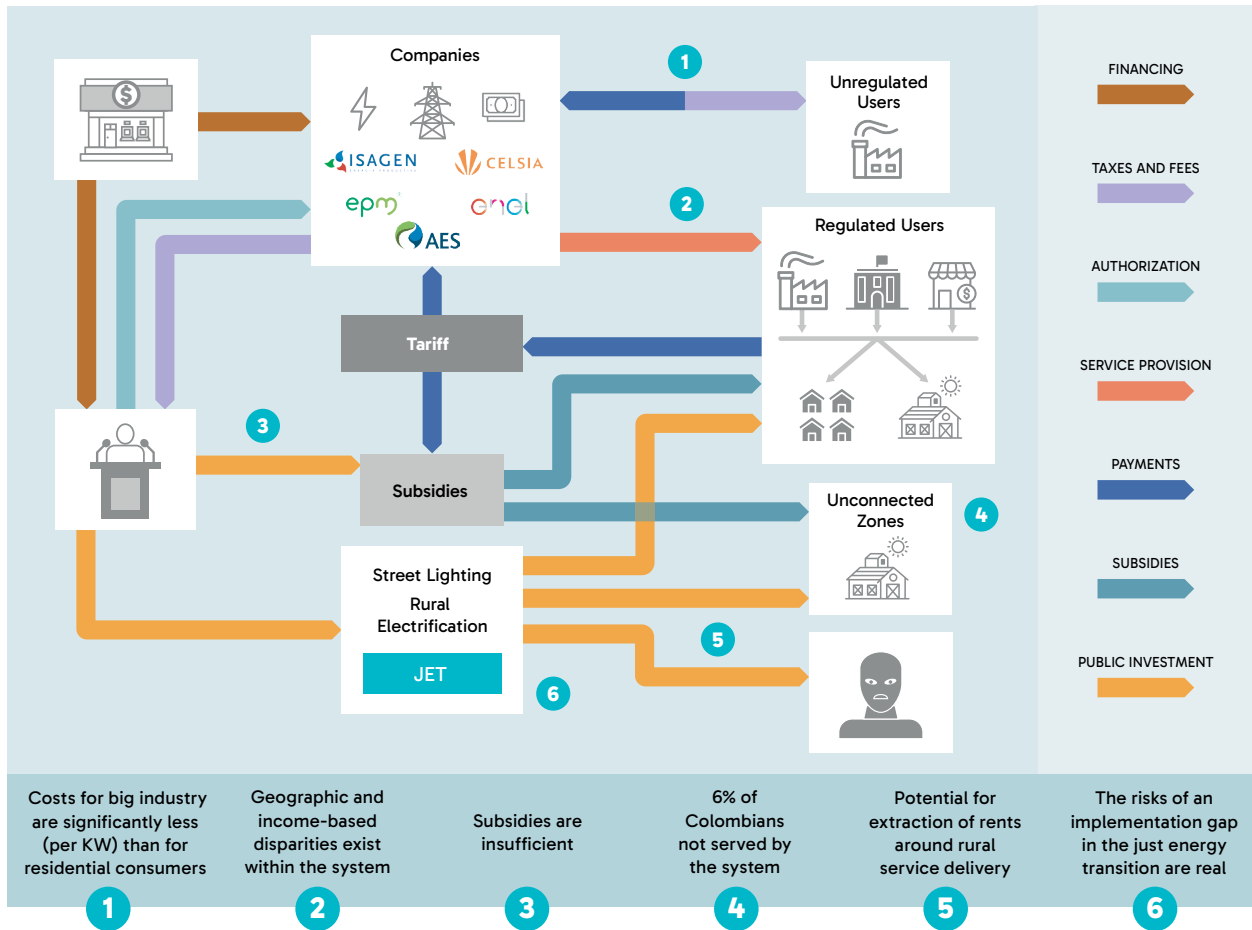 Companies
ISAGEN
CELSIA
epm
enel
AES
1
Unregulated
Users
2
Regulated Users
Tariff
3
Subsidies
Unconnected
Zones
4
Street Lighting
Rural
Electrification
JET
5
6
FINANCING
TAXES AND FEES
AUTHORIZATION
SERVICE PROVISION
PAYMENTS
SUBSIDIES
PUBLIC INVESTMENT
Costs for big industry
are significantly less
(per KW) than for
residential consumers
1
Geographic and
income-based
disparities exist
within the system
2
Subsidies are
insufficient
3
6% of
Colombians
not served by
the system
4
Potential for
extraction of rents
around rural
service delivery
5
The risks of an
implementation gap
in the just energy
transition are real
6